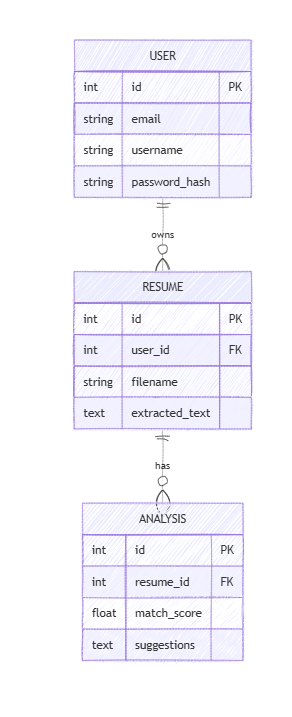 USER
int id PK
string email
string username
string password_hash
owns
RESUME
int id PK
int user_id FK
string filename
text extracted_text
has
ANALYSIS
int id PK
int resume_id FK
float match_score
text suggestions